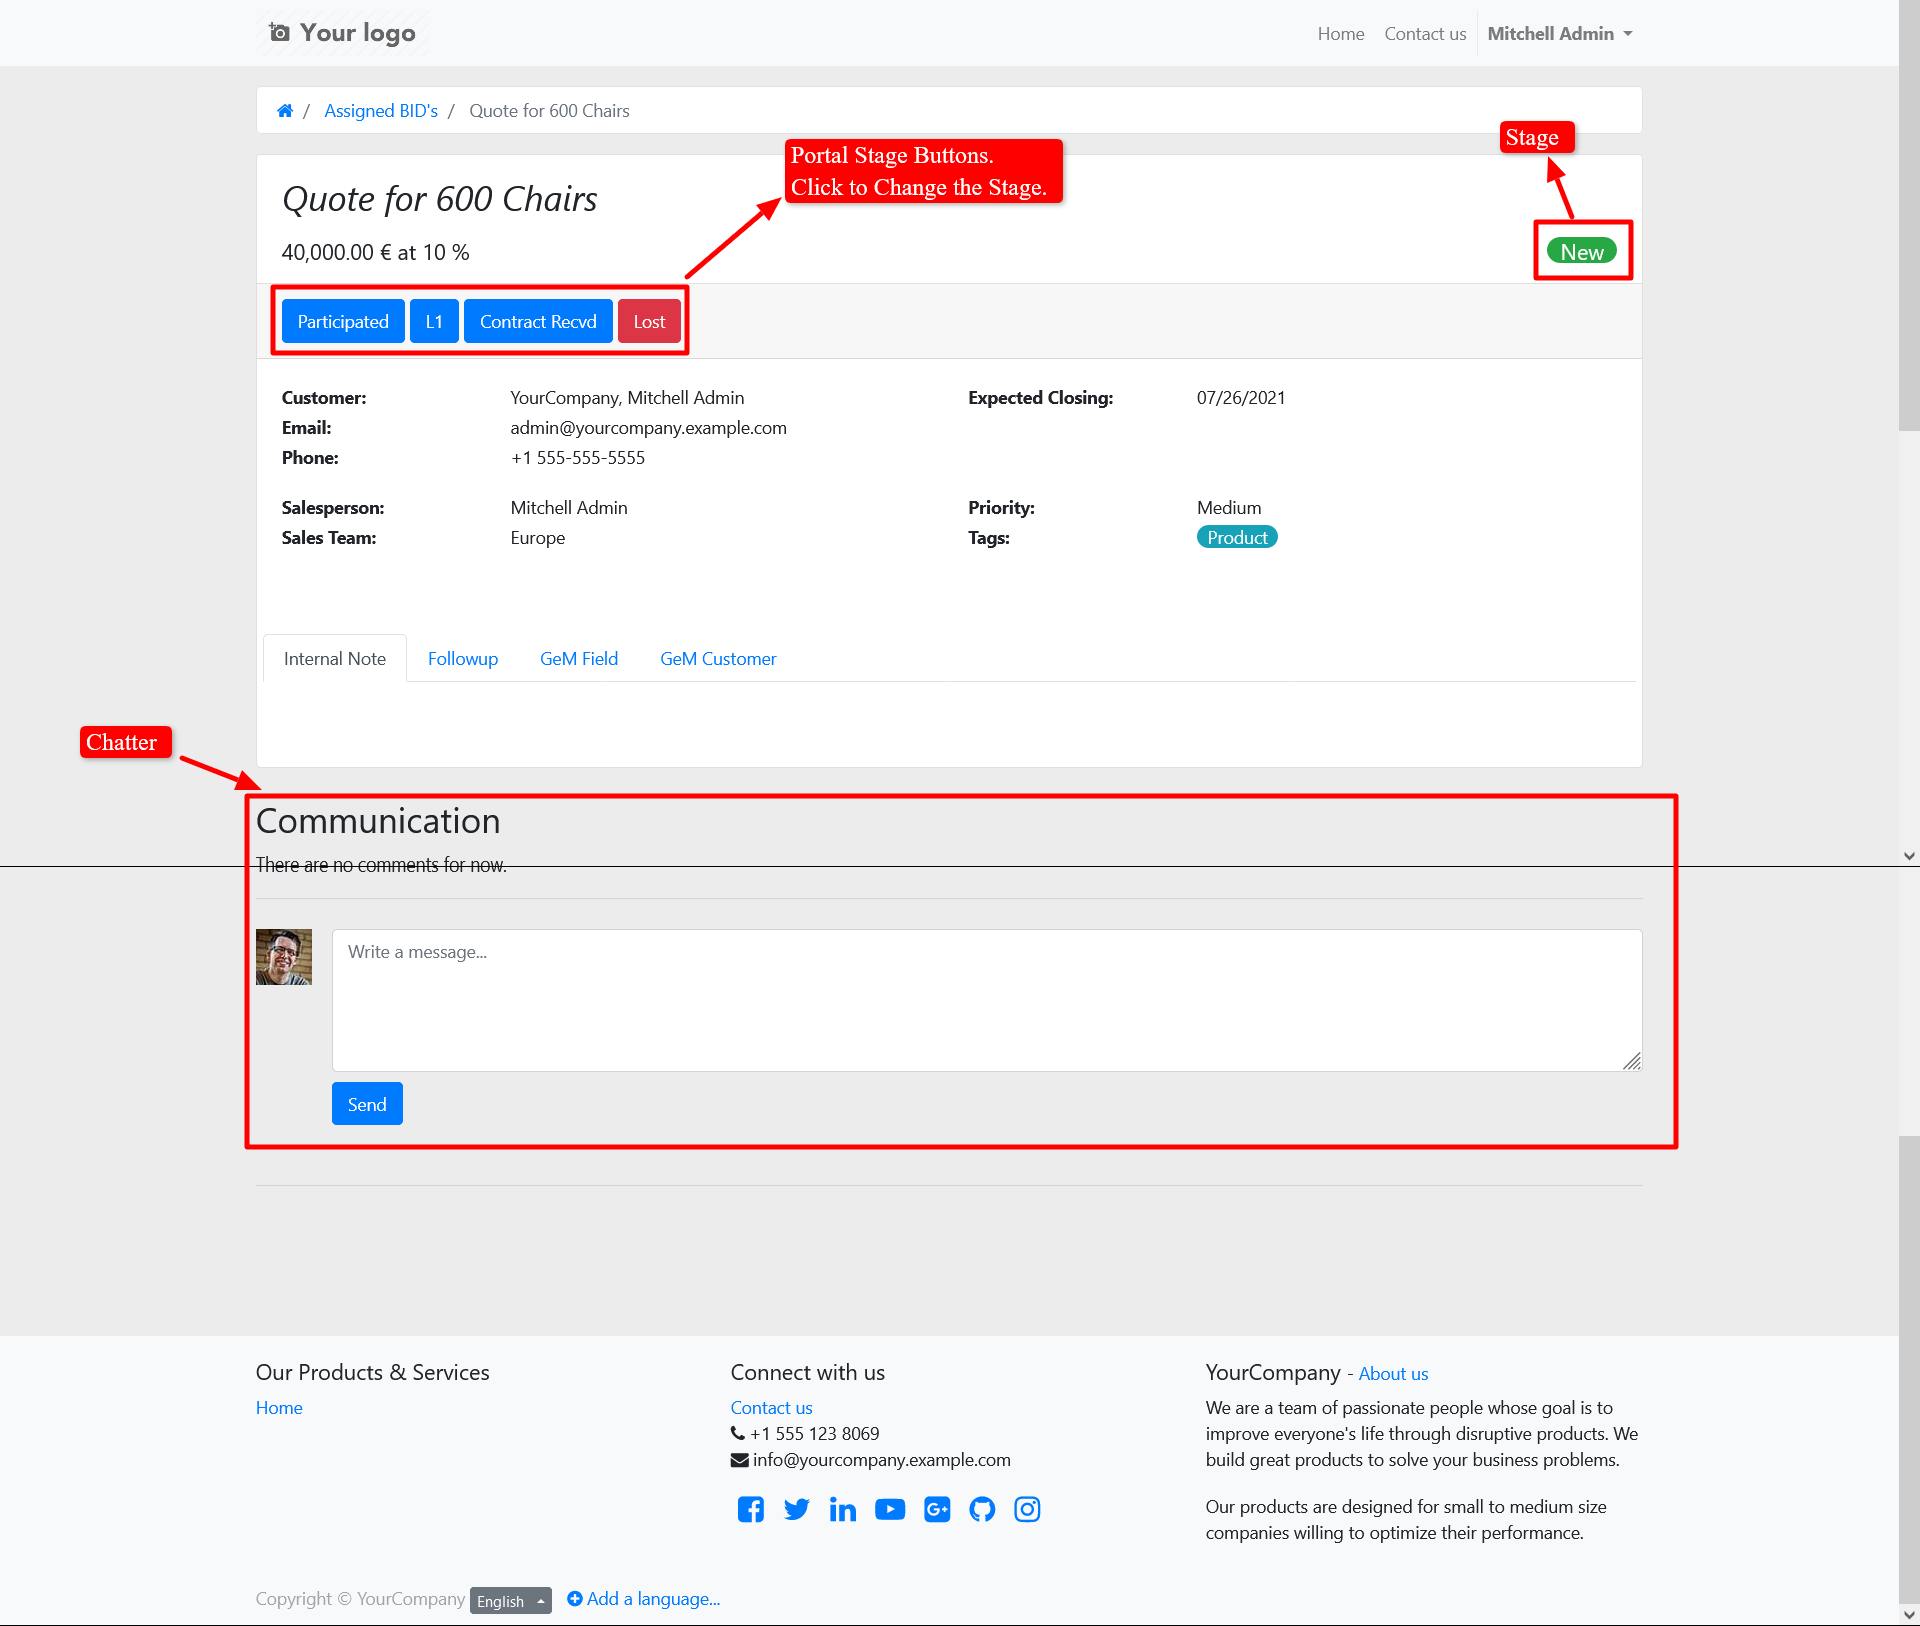 Your logo
Home Contact us Mitchell Admin
/ Assigned BID's / Quote for 600 Chairs
Stage
Portal Stage Buttons.
Click to Change the Stage.
Quote for 600 Chairs
40,000.00 € at 10 %
New
Participated L1 Contract Recvd Lost
Customer: YourCompany, Mitchell Admin Expected Closing: 07/26/2021
Email: admin@yourcompany.example.com
Phone: +1 555-555-5555
Salesperson: Mitchell Admin Priority: Medium
Sales Team: Europe Tags: Product
Internal Note Followup GeM Field GeM Customer
Chatter
Communication
There are no comments for now.
Write a message...
Send
Our Products & Services
Home
Connect with us
Contact us
+1 555 123 8069
info@yourcompany.example.com
YourCompany - About us
We are a team of passionate people whose goal is to
improve everyone's life through disruptive products. We
build great products to solve your business problems.
Our products are designed for small to medium size
companies willing to optimize their performance.
Copyright © YourCompany English Add a language...